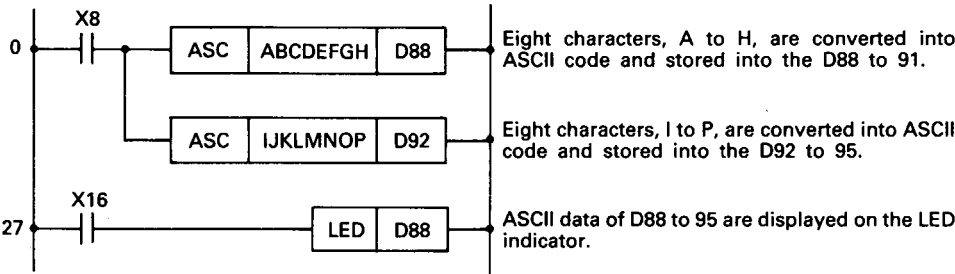 X8
0 ASC ABCDEFGH D88 Eight characters, A to H, are converted into
ASCII code and stored into the D88 to 91.
ASC IJKLMNOP D92 Eight characters, I to P, are converted into ASCII
code and stored into the D92 to 95.
X16
27 LED D88 ASCII data of D88 to 95 are displayed on the LED
indicator.